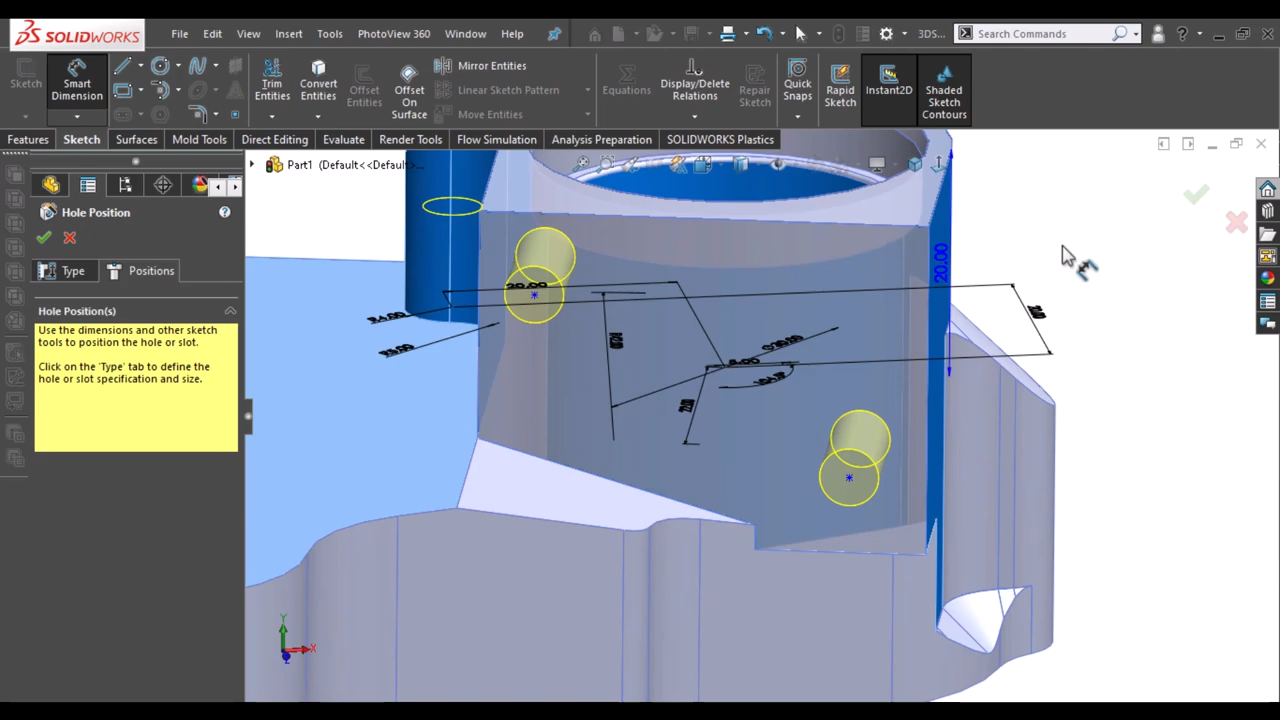 SOLIDWORKS File Edit View Insert Tools PhotoView 360 Window Help 3DS... Search Commands ?
Sketch Smart Dimension Trim Entities Convert Entities Offset Entities Offset On Surface Mirror Entities Linear Sketch Pattern Move Entities Equations Display/Delete Relations Repair Sketch Quick Snaps Rapid Sketch Instant2D Shaded Sketch Contours
Features Sketch Surfaces Mold Tools Direct Editing Evaluate Render Tools Flow Simulation Analysis Preparation SOLIDWORKS Plastics
Part1 (Default<<Default>...
Hole Position
Type Positions
Hole Position(s)
Use the dimensions and other sketch
tools to position the hole or slot.
Click on the 'Type' tab to define the
hole or slot specification and size.
20.00
20.00
Y
X
Z